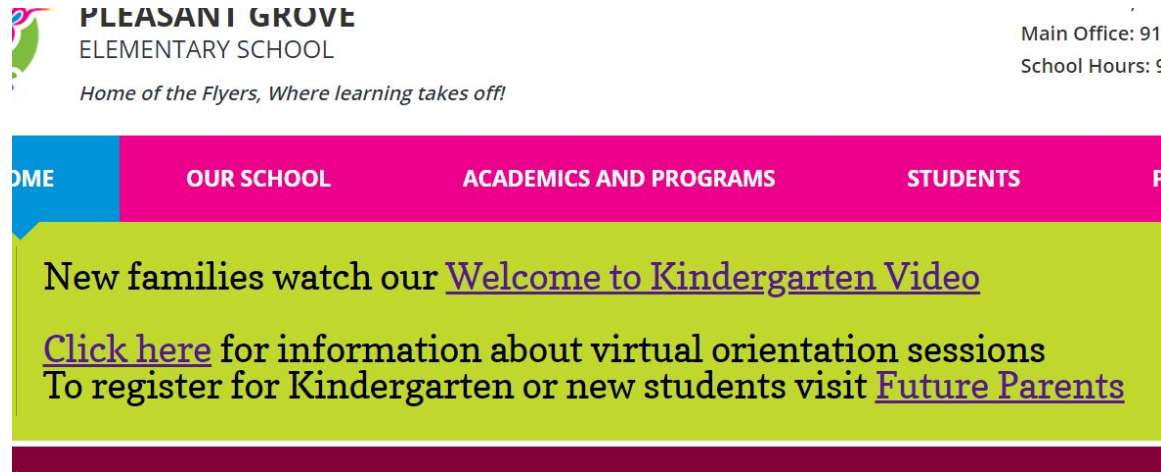 PLEASANT GROVE
ELEMENTARY SCHOOL
Home of the Flyers, Where learning takes off!
Main Office: 91
School Hours: 9
OME
OUR SCHOOL
ACADEMICS AND PROGRAMS
STUDENTS
New families watch our Welcome to Kindergarten Video
Click here for information about virtual orientation sessions
To register for Kindergarten or new students visit Future Parents